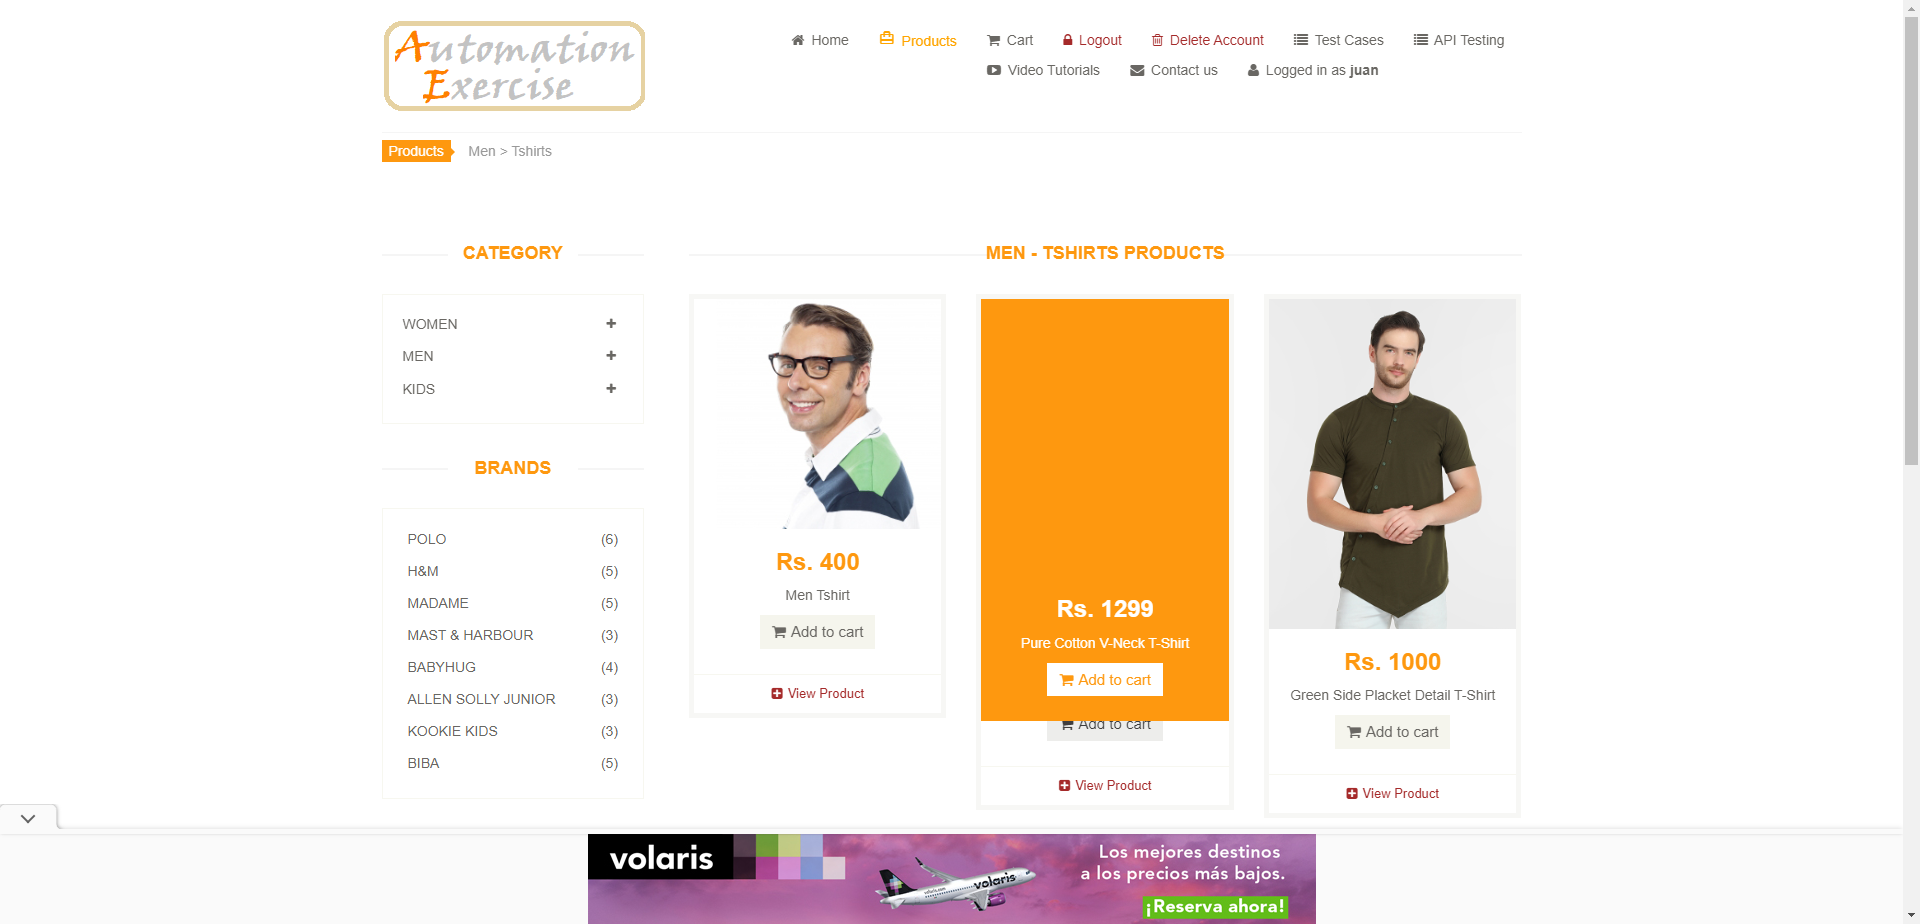 Automation
Exercise
Home
Products
Cart
Logout
Delete Account
Test Cases
API Testing
Video Tutorials
Contact us
Logged in as juan
Products
Men > Tshirts
CATEGORY
WOMEN
MEN
KIDS
BRANDS
POLO (6)
H&M (5)
MADAME (5)
MAST & HARBOUR (3)
BABYHUG (4)
ALLEN SOLLY JUNIOR (3)
KOOKIE KIDS (3)
BIBA (5)
MEN - TSHIRTS PRODUCTS
Rs. 400
Men Tshirt
Add to cart
View Product
Rs. 1299
Pure Cotton V-Neck T-Shirt
Add to cart
Add to cart
View Product
Rs. 1000
Green Side Placket Detail T-Shirt
Add to cart
View Product
volaris
volaris
Los mejores destinos
a los precios más bajos.
¡Reserva ahora!